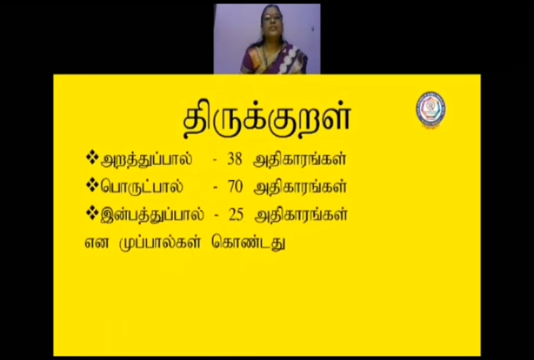 திருக்குறள்
❖அறத்துப்பால் - 38 அதிகாரங்கள்
❖பொருட்பால் - 70 அதிகாரங்கள்
❖இன்பத்துப்பால் - 25 அதிகாரங்கள்
என முப்பால்கள் கொண்டது